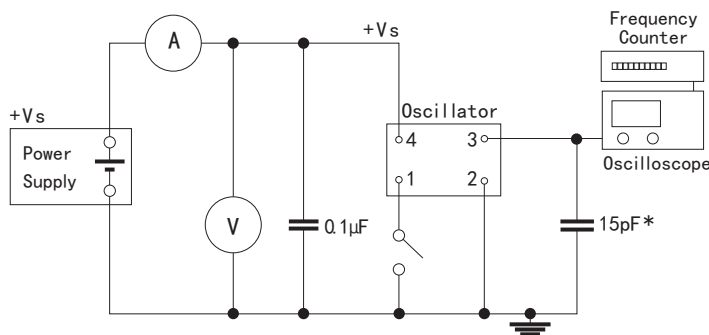 Frequency
Counter
A
+Vs
Oscillator
+Vs
4
3
Power
Supply
Oscilloscope
1
2
V
0.1μF
15pF*